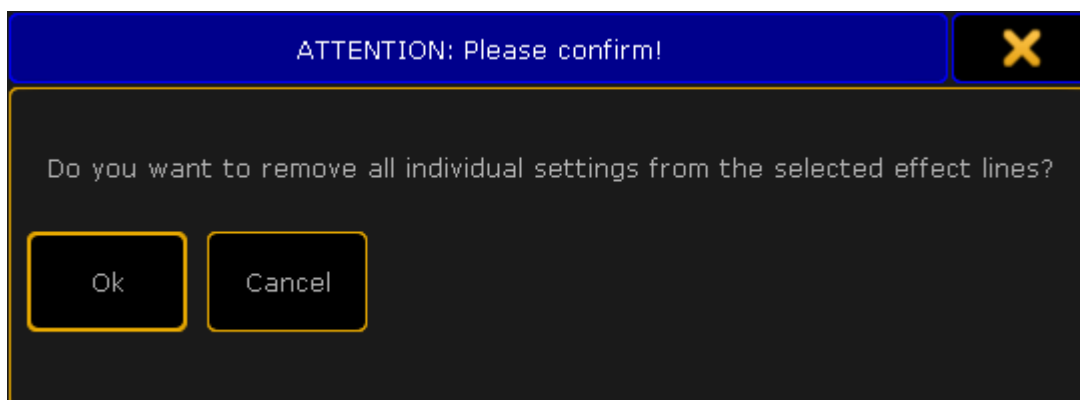 ATTENTION: Please confirm!
Do you want to remove all individual settings from the selected effect lines?
Ok
Cancel